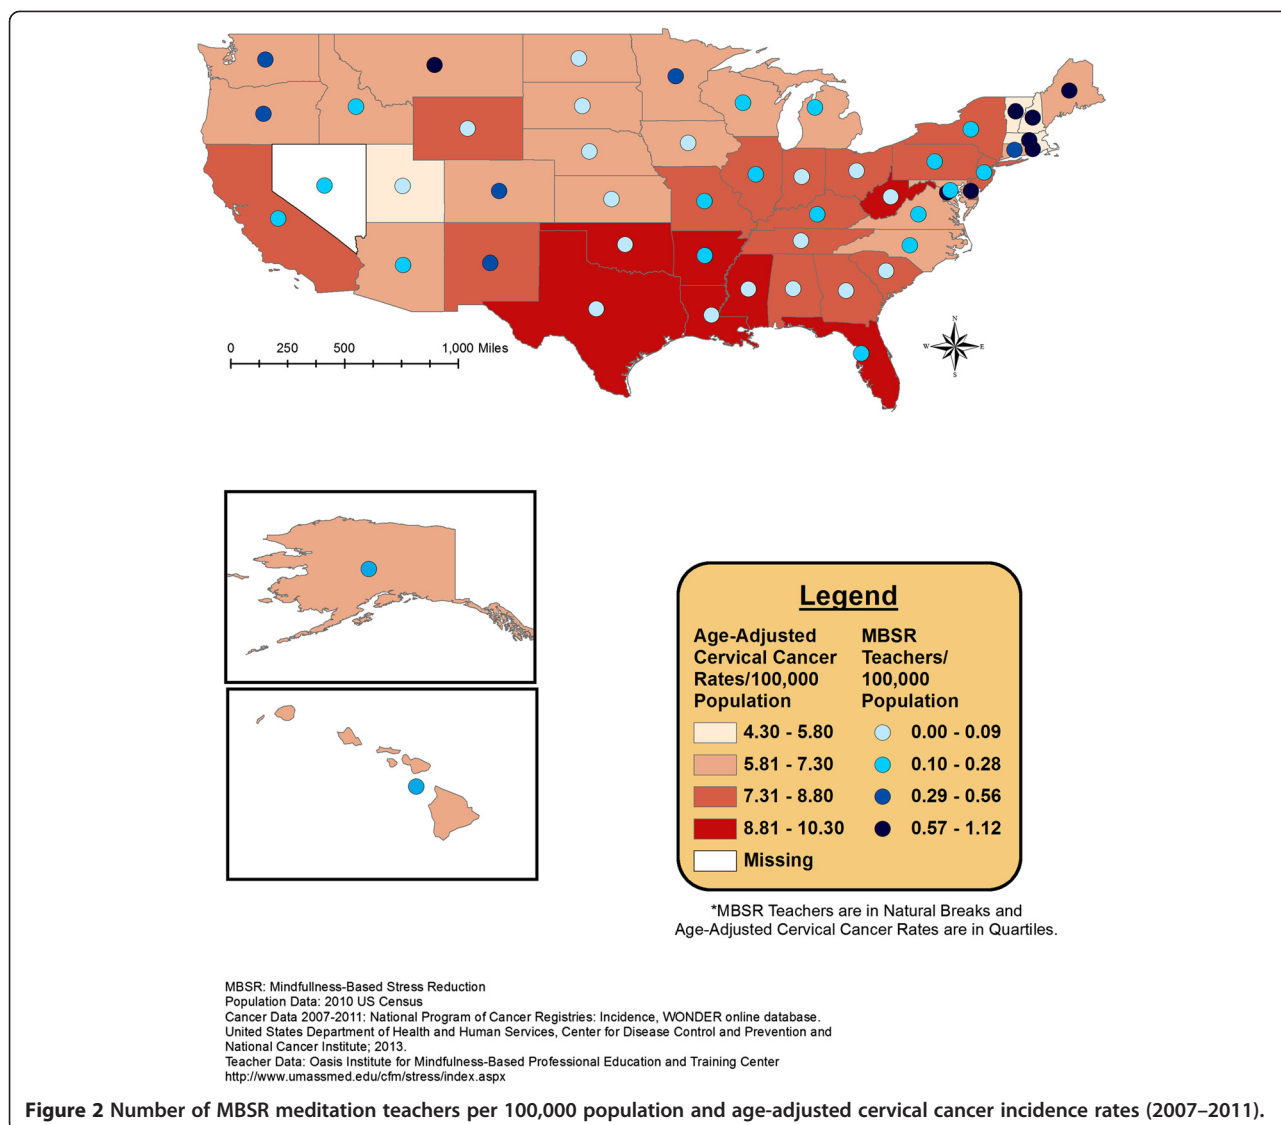 N
W
E
S
0 250 500 1,000 Miles
Legend
Age-Adjusted
Cervical Cancer
Rates/100,000
Population
4.30 - 5.80
5.81 - 7.30
7.31 - 8.80
8.81 - 10.30
Missing
MBSR
Teachers/
100,000
Population
0.00 - 0.09
0.10 - 0.28
0.29 - 0.56
0.57 - 1.12
*MBSR Teachers are in Natural Breaks and
Age-Adjusted Cervical Cancer Rates are in Quartiles.
MBSR: Mindfullness-Based Stress Reduction
Population Data: 2010 US Census
Cancer Data 2007-2011: National Program of Cancer Registries: Incidence, WONDER online database.
United States Department of Health and Human Services, Center for Disease Control and Prevention and
National Cancer Institute; 2013.
Teacher Data: Oasis Institute for Mindfulness-Based Professional Education and Training Center
http://www.umassmed.edu/cfm/stress/index.aspx
Figure 2 Number of MBSR meditation teachers per 100,000 population and age-adjusted cervical cancer incidence rates (2007–2011).